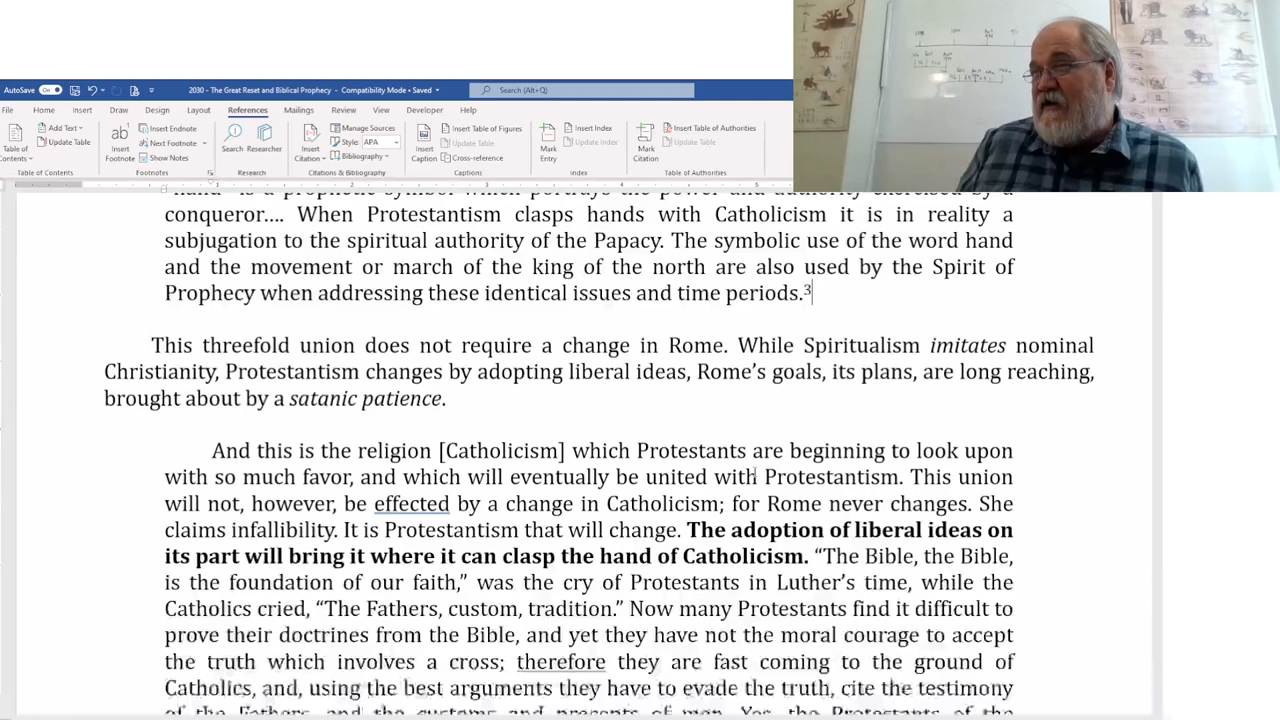 AutoSave On 2030 - The Great Reset and Biblical Prophecy - Compatibility Mode • Saved Search (Alt+Q)
File Home Insert Draw Design Layout References Mailings Review View Developer Help
Table of Contents
Add Text
Update Table
Table of Contents
ab Insert Footnote
Insert Endnote
Next Footnote
Show Notes
Footnotes
Search
Researcher
Research
Insert Citation
Manage Sources
Style: APA
Bibliography
Citations & Bibliography
Insert Caption
Insert Table of Figures
Update Table
Cross-reference
Captions
Mark Entry
Insert Index
Update Index
Index
Mark Citation
Insert Table of Authorities
Update Table
Table of Authorities
conqueror…. When Protestantism clasps hands with Catholicism it is in reality a
subjugation to the spiritual authority of the Papacy. The symbolic use of the word hand
and the movement or march of the king of the north are also used by the Spirit of
Prophecy when addressing these identical issues and time periods.3
This threefold union does not require a change in Rome. While Spiritualism imitates nominal
Christianity, Protestantism changes by adopting liberal ideas, Rome's goals, its plans, are long reaching,
brought about by a satanic patience.
And this is the religion [Catholicism] which Protestants are beginning to look upon
with so much favor, and which will eventually be united with Protestantism. This union
will not, however, be effected by a change in Catholicism; for Rome never changes. She
claims infallibility. It is Protestantism that will change. The adoption of liberal ideas on
its part will bring it where it can clasp the hand of Catholicism. “The Bible, the Bible,
is the foundation of our faith,” was the cry of Protestants in Luther's time, while the
Catholics cried, “The Fathers, custom, tradition.” Now many Protestants find it difficult to
prove their doctrines from the Bible, and yet they have not the moral courage to accept
the truth which involves a cross; therefore they are fast coming to the ground of
Catholics, and, using the best arguments they have to evade the truth, cite the testimony